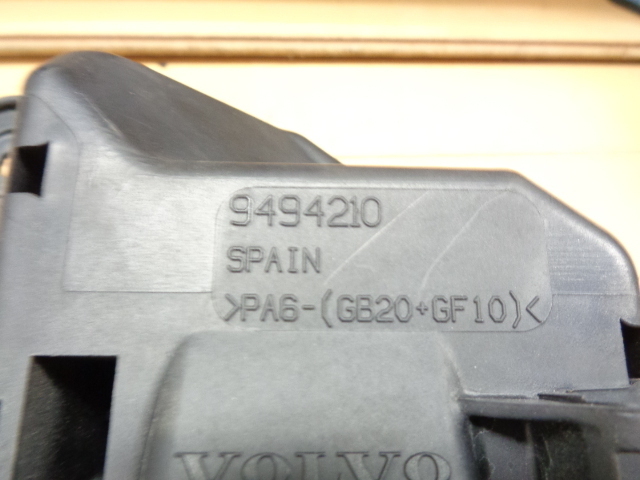 9494210
SPAIN
>PA6-(GB20+GF10)<
VOLVO